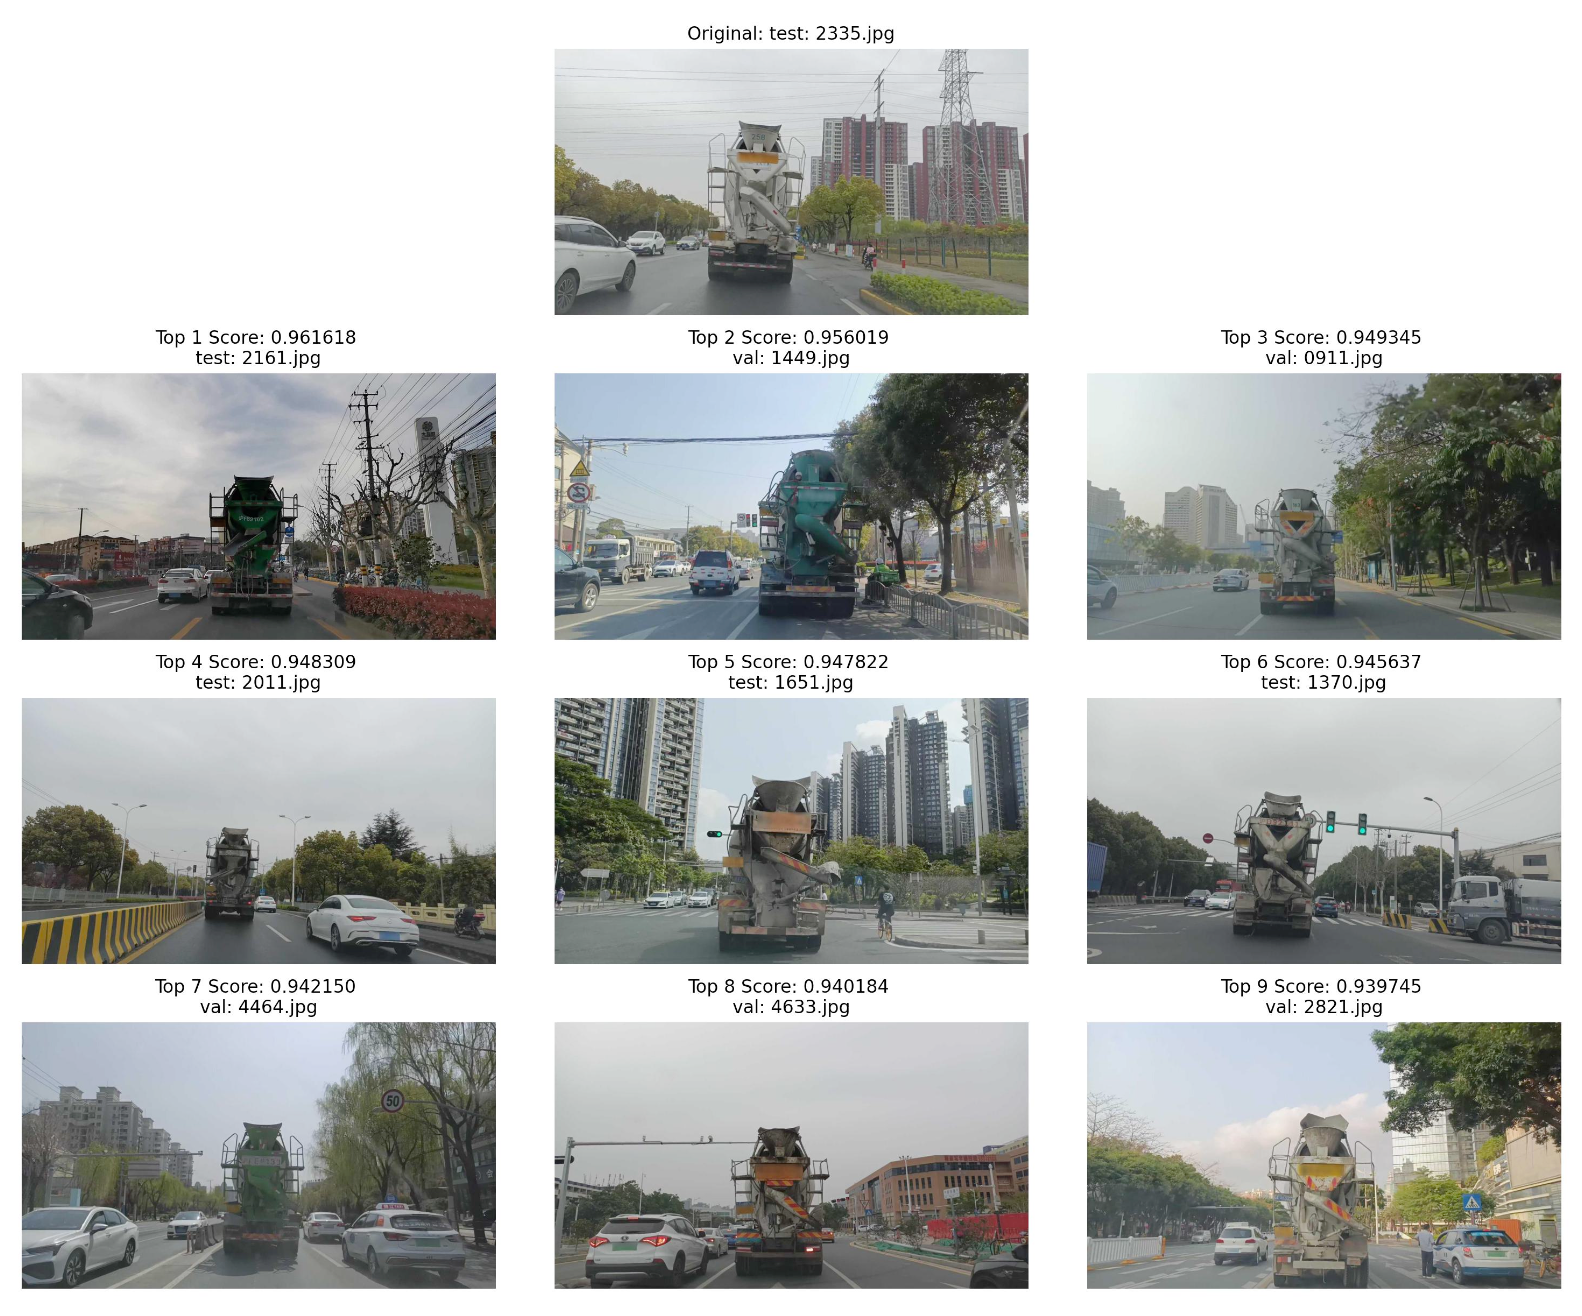 Original: test: 2335.jpg
Top 1 Score: 0.961618
test: 2161.jpg
Top 2 Score: 0.956019
val: 1449.jpg
Top 3 Score: 0.949345
val: 0911.jpg
Top 4 Score: 0.948309
test: 2011.jpg
Top 5 Score: 0.947822
test: 1651.jpg
Top 6 Score: 0.945637
test: 1370.jpg
Top 7 Score: 0.942150
val: 4464.jpg
50
Top 8 Score: 0.940184
val: 4633.jpg
Top 9 Score: 0.939745
val: 2821.jpg